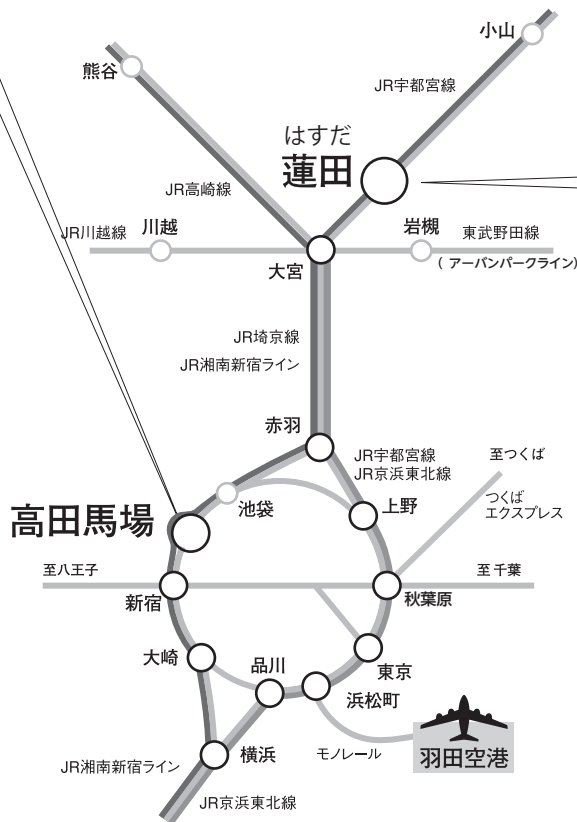 小山
熊谷
JR宇都宮線
はすだ
蓮田
JR高崎線
JR川越線
川越
岩槻
東武野田線
(アーバンパークライン)
大宮
JR埼京線
JR湘南新宿ライン
赤羽
JR宇都宮線
JR京浜東北線
至つくば
つくば
エクスプレス
池袋
上野
高田馬場
至八王子
至千葉
新宿
秋葉原
大崎
品川
東京
浜松町
横浜
モノレール
羽田空港
JR湘南新宿ライン
JR京浜東北線